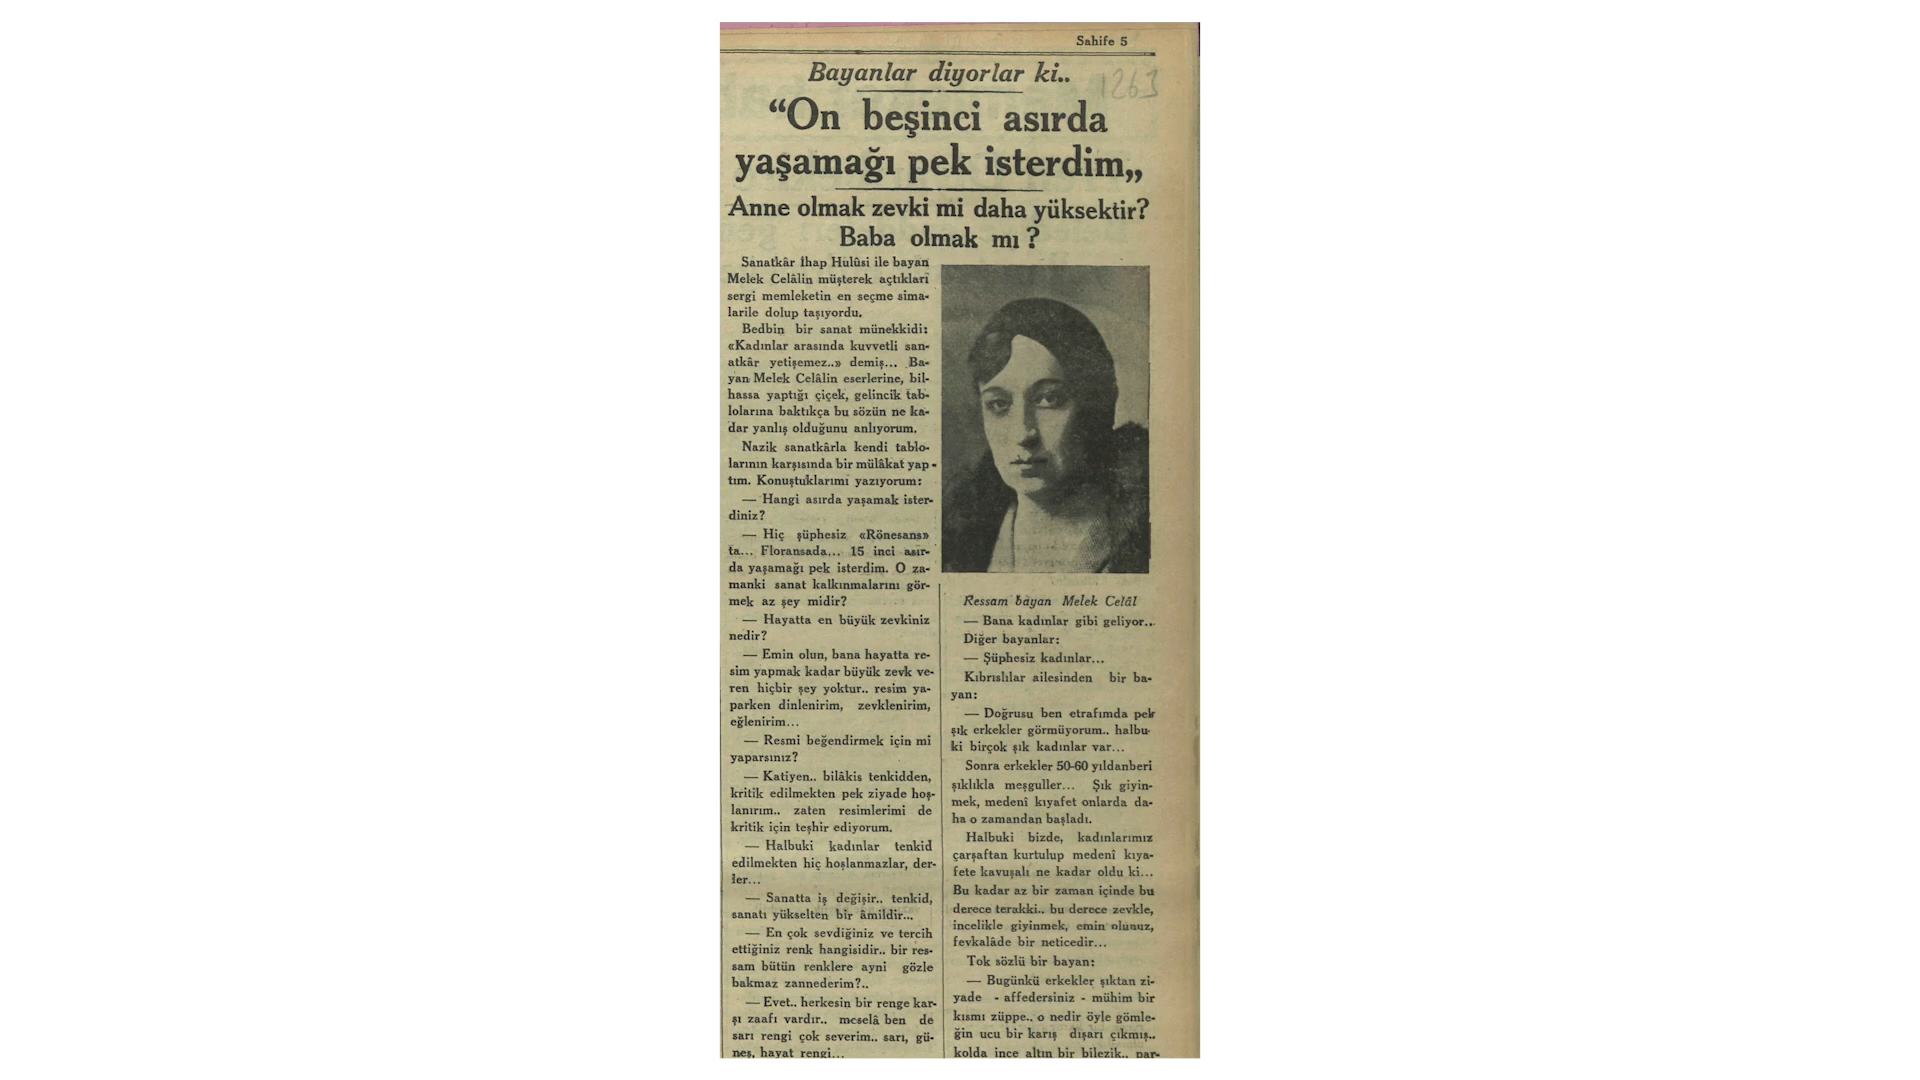 Sahife 5
Bayanlar diyorlar ki..
1263
“On beşinci asırda
yaşamağı pek isterdim„
Anne olmak zevki mi daha yüksektir?
Baba olmak mı ?
Sanatkâr İhap Hulûsi ile bayan
Melek Celâlin müşterek açtıkları
sergi memleketin en seçme sima-
larile dolup taşıyordu.
Bedbin bir sanat münekkidi:
«Kadınlar arasında kuvvetli san-
atkâr yetişemez..» demiş... Ba-
yan Melek Celâlin eserlerine, bil-
hassa yaptığı çiçek, gelincik tab-
lolarına baktıkça bu sözün ne ka-
dar yanlış olduğunu anlıyorum.
Nazik sanatkârla kendi tablo-
larının karşısında bir mülâkat yap-
tım. Konuştuklarımı yazıyorum:
— Hangi asırda yaşamak ister-
diniz?
— Hiç şüphesiz «Rönesans»
ta... Floransada... 15 inci asır-
da yaşamağı pek isterdim. O za-
manki sanat kalkınmalarını gör-
mek az şey midir?
— Hayatta en büyük zevkiniz
nedir?
— Emin olun, bana hayatta re-
sim yapmak kadar büyük zevk ve-
ren hiçbir şey yoktur.. resim ya-
parken dinlenirim, zevklenirim,
eğlenirim...
— Resmi beğendirmek için mi
yaparsınız?
— Katiyen.. bilâkis tenkidden,
kritik edilmekten pek ziyade hoş-
lanırım.. zaten resimlerimi de
kritik için teşhir ediyorum.
— Halbuki kadınlar tenkid
edilmekten hiç hoşlanmazlar, der-
ler...
— Sanatta iş değişir.. tenkid,
sanatı yükselten bir âmildir...
— En çok sevdiğiniz ve tercih
ettiğiniz renk hangisidir.. bir res-
sam bütün renklere ayni gözle
bakmaz zannederim?..
— Evet.. herkesin bir renge kar-
şı zaafı vardır.. meselâ ben de
sarı rengi çok severim.. sarı, gü-
neş, hayat rengi...
Ressam bayan Melek Celâl
— Bana kadınlar gibi geliyor..
Diğer bayanlar:
— Şüphesiz kadınlar...
Kıbrıslılar ailesinden bir ba-
yan:
— Doğrusu ben etrafımda pek
şık erkekler görmüyorum.. halbu-
ki birçok şık kadınlar var...
Sonra erkekler 50-60 yıldanberi
şıklıkla meşguller... Şık giyin-
mek, medenî kıyafet onlarda da-
ha o zamandan başladı.
Halbuki bizde, kadınlarımız
çarşaftan kurtulup medenî kıya-
fete kavuşalı ne kadar oldu ki...
Bu kadar az bir zaman içinde bu
derece terakki.. bu derece zevkle,
incelikle giyinmek, emin olunuz,
fevkalâde bir neticedir...
Tok sözlü bir bayan:
— Bugünkü erkekler şıktan zi-
yade - affedersiniz - mühim bir
kısmı züppe.. o nedir öyle gömle-
ğin ucu bir karış dışarı çıkmış..
kolda ince altın bir bilezik.. par-